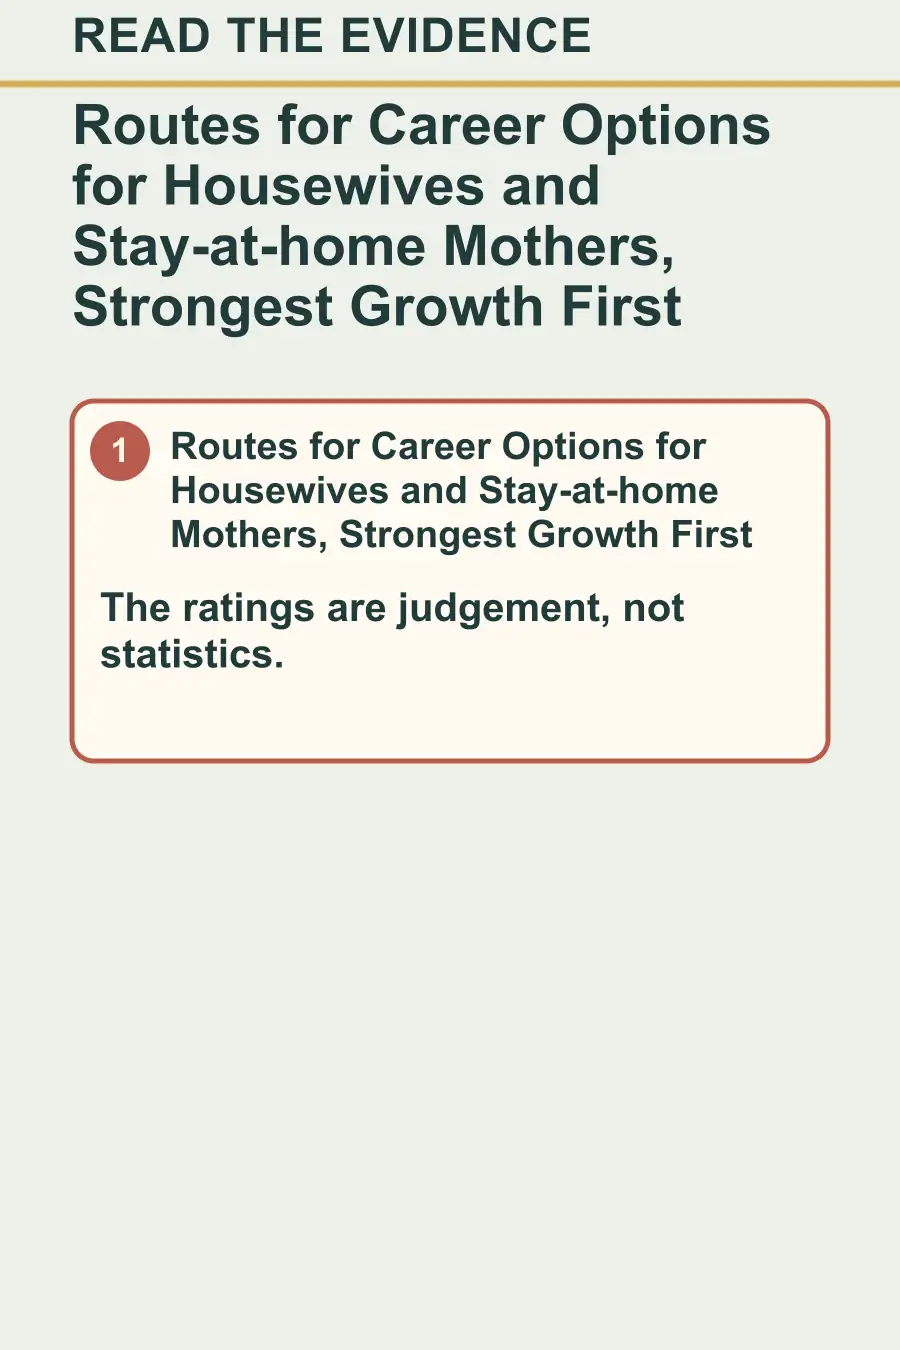 READ THE EVIDENCE
Routes for Career Options
for Housewives and
Stay-at-home Mothers,
Strongest Growth First
1
Routes for Career Options for
Housewives and Stay-at-home
Mothers, Strongest Growth First
The ratings are judgement, not
statistics.